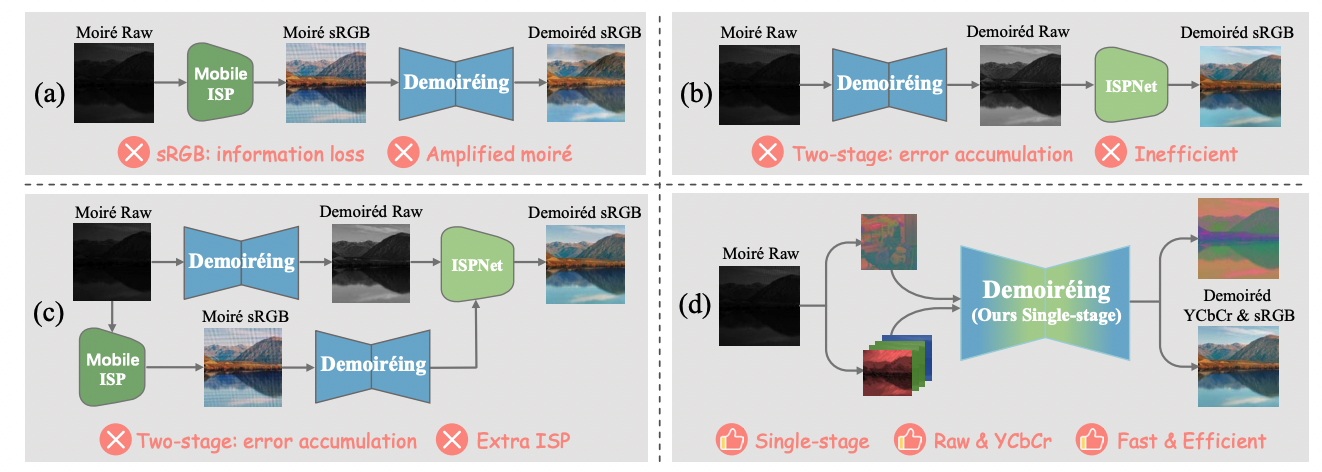 (a)
Moiré Raw
Mobile
ISP
Moiré sRGB
Demoiréing
Demoiréd sRGB
sRGB: information loss
Amplified moiré
(b)
Moiré Raw
Demoiréing
Demoiréd Raw
ISPNet
Demoiréd sRGB
Two-stage: error accumulation
Inefficient
(c)
Moiré Raw
Demoiréing
Demoiréd Raw
ISPNet
Demoiréd sRGB
Mobile
ISP
Moiré sRGB
Demoiréing
Two-stage: error accumulation
Extra ISP
(d)
Moiré Raw
Demoiréing
(Ours Single-stage)
Demoiréd
YCbCr & sRGB
Single-stage
Raw & YCbCr
Fast & Efficient